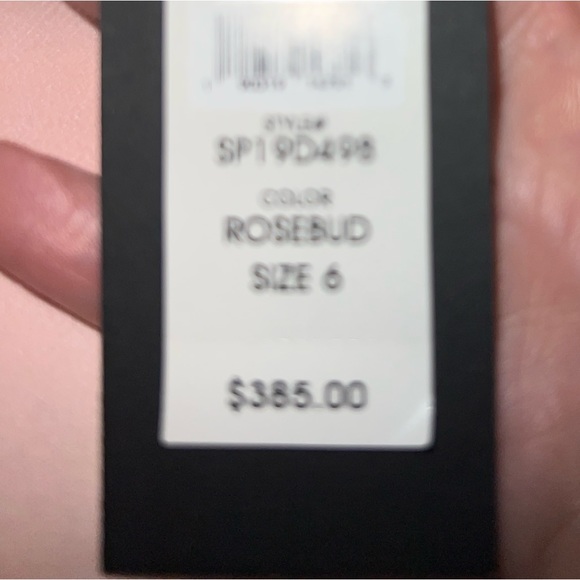 STYLE#
SP19D498
COLOR
ROSEBUD
SIZE 6
$385.00